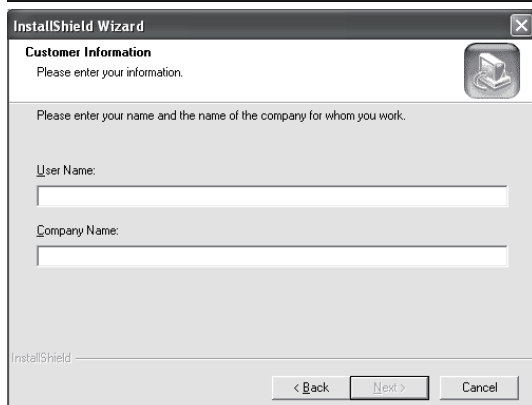 InstallShield Wizard
Customer Information
Please enter your information.
Please enter your name and the name of the company for whom you work.
User Name:
Company Name:
InstallShield
< Back
Next >
Cancel